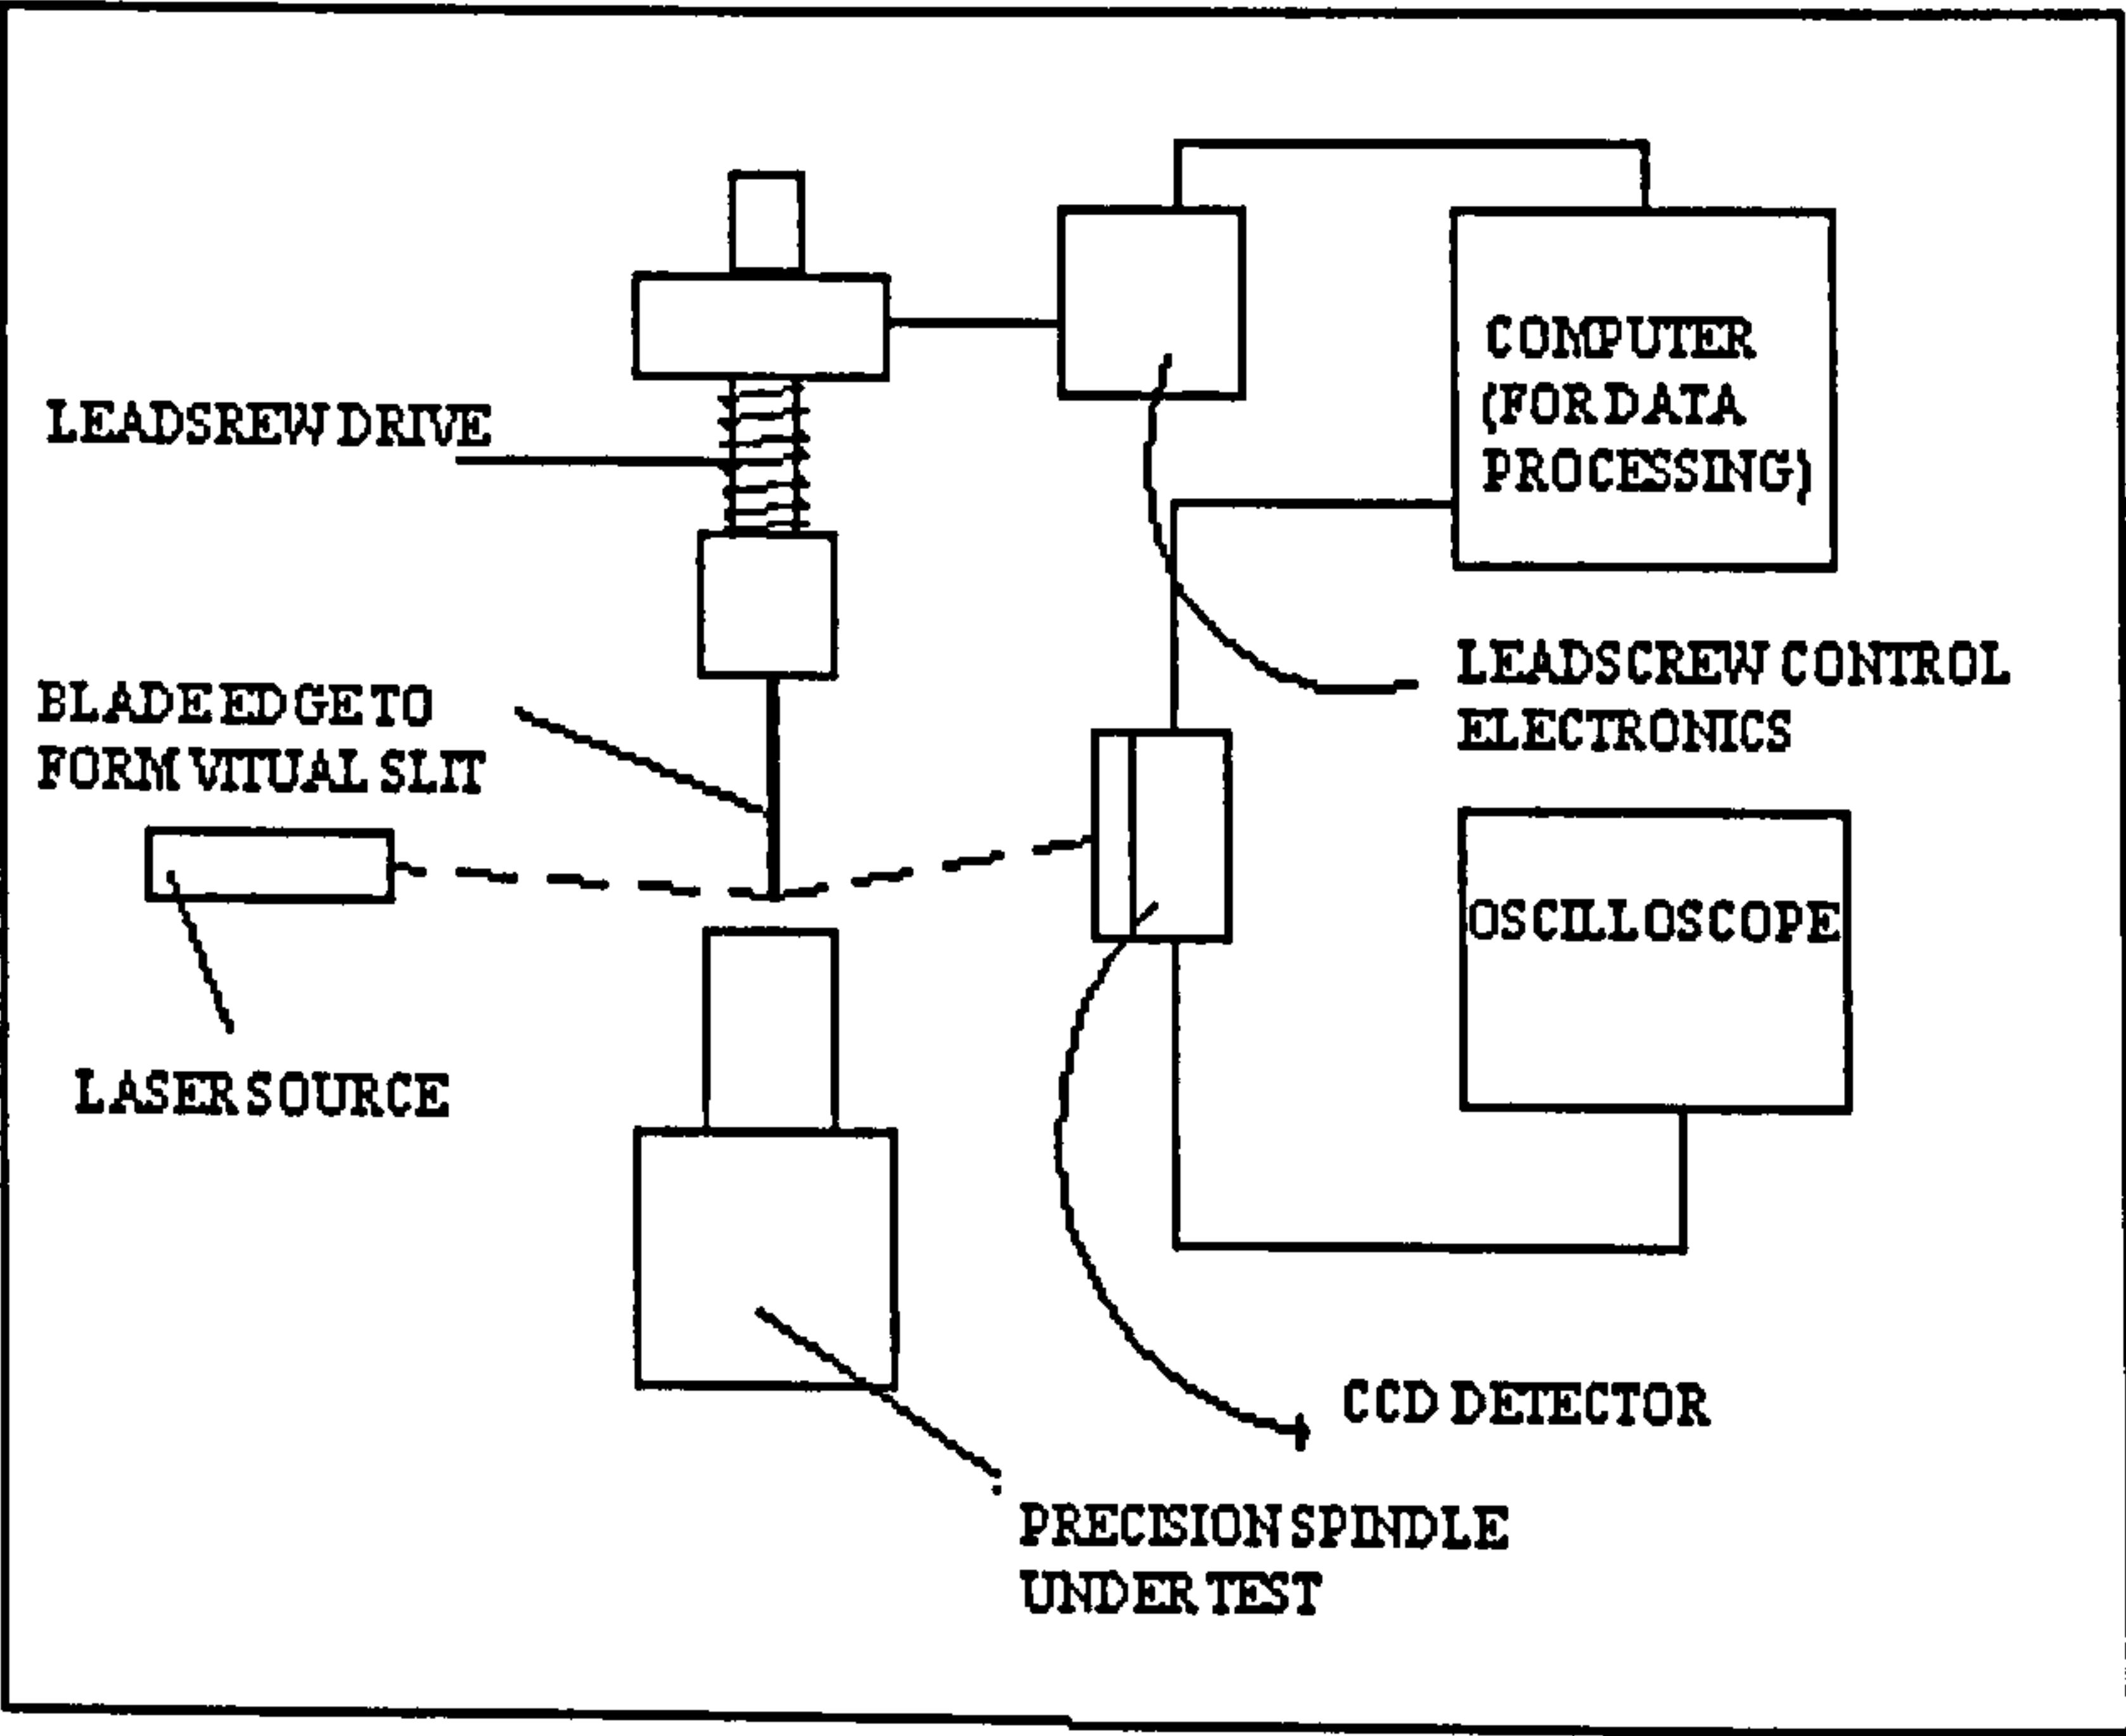 COMPUTER
(FOR DATA
PROCESSING)
LEADSREW DRIVE
LEADSCREW CONTROL
ELECTRONICS
BLADE EDGE TO
FORM VITUAL SLIT
OSCILLOSCOPE
LASER SOURCE
CCD DETECTOR
PRECISION SPINDLE
UNDER TEST